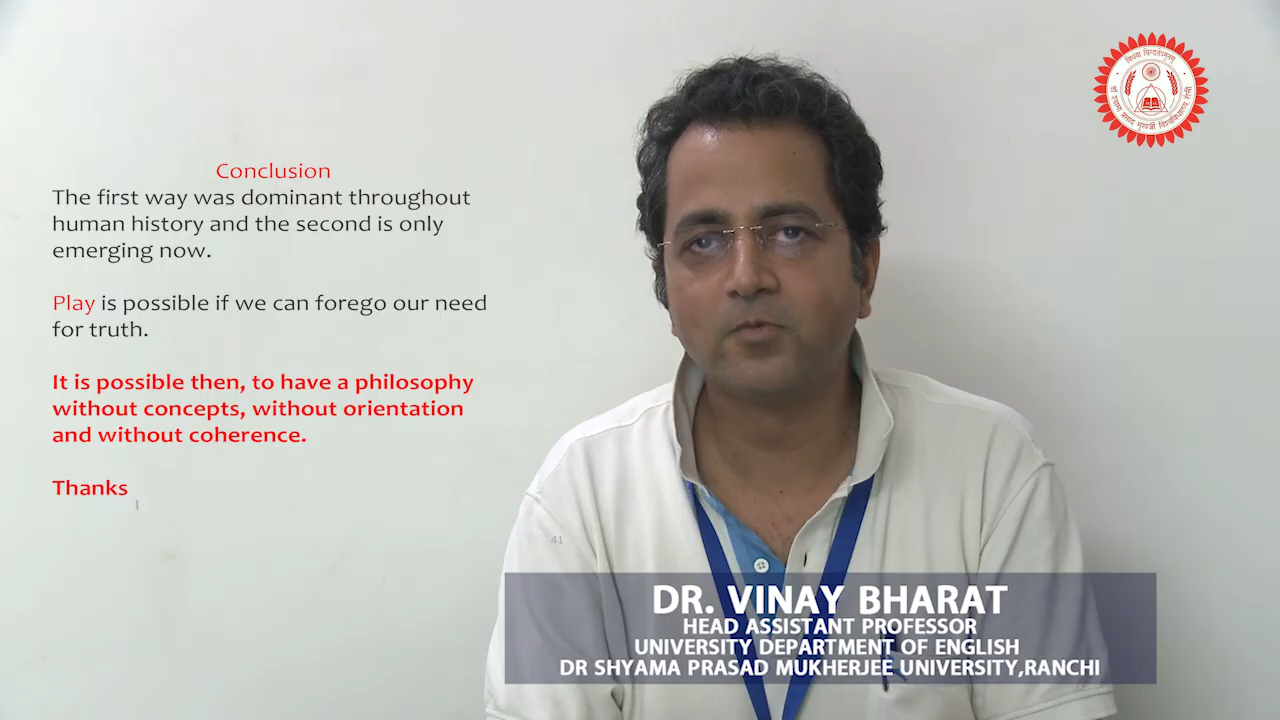 Conclusion
The first way was dominant throughout
human history and the second is only
emerging now.
Play is possible if we can forego our need
for truth.
It is possible then, to have a philosophy
without concepts, without orientation
and without coherence.
Thanks
41
DR. VINAY BHARAT
HEAD ASSISTANT PROFESSOR
UNIVERSITY DEPARTMENT OF ENGLISH
DR SHYAMA PRASAD MUKHERJEE UNIVERSITY,RANCHI